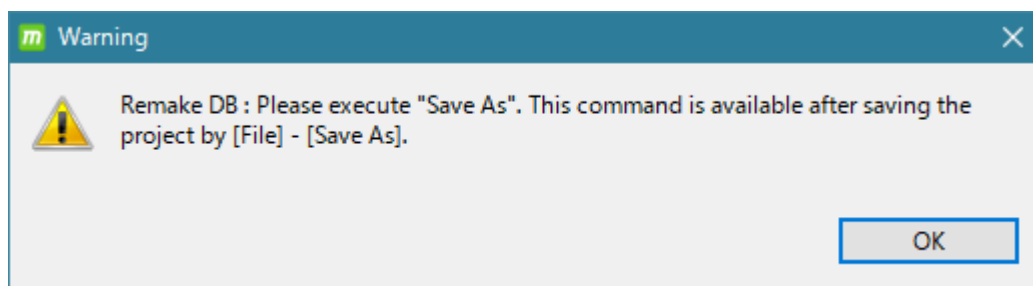 m Warning
Remake DB : Please execute "Save As". This command is available after saving the
project by [File] - [Save As].
OK